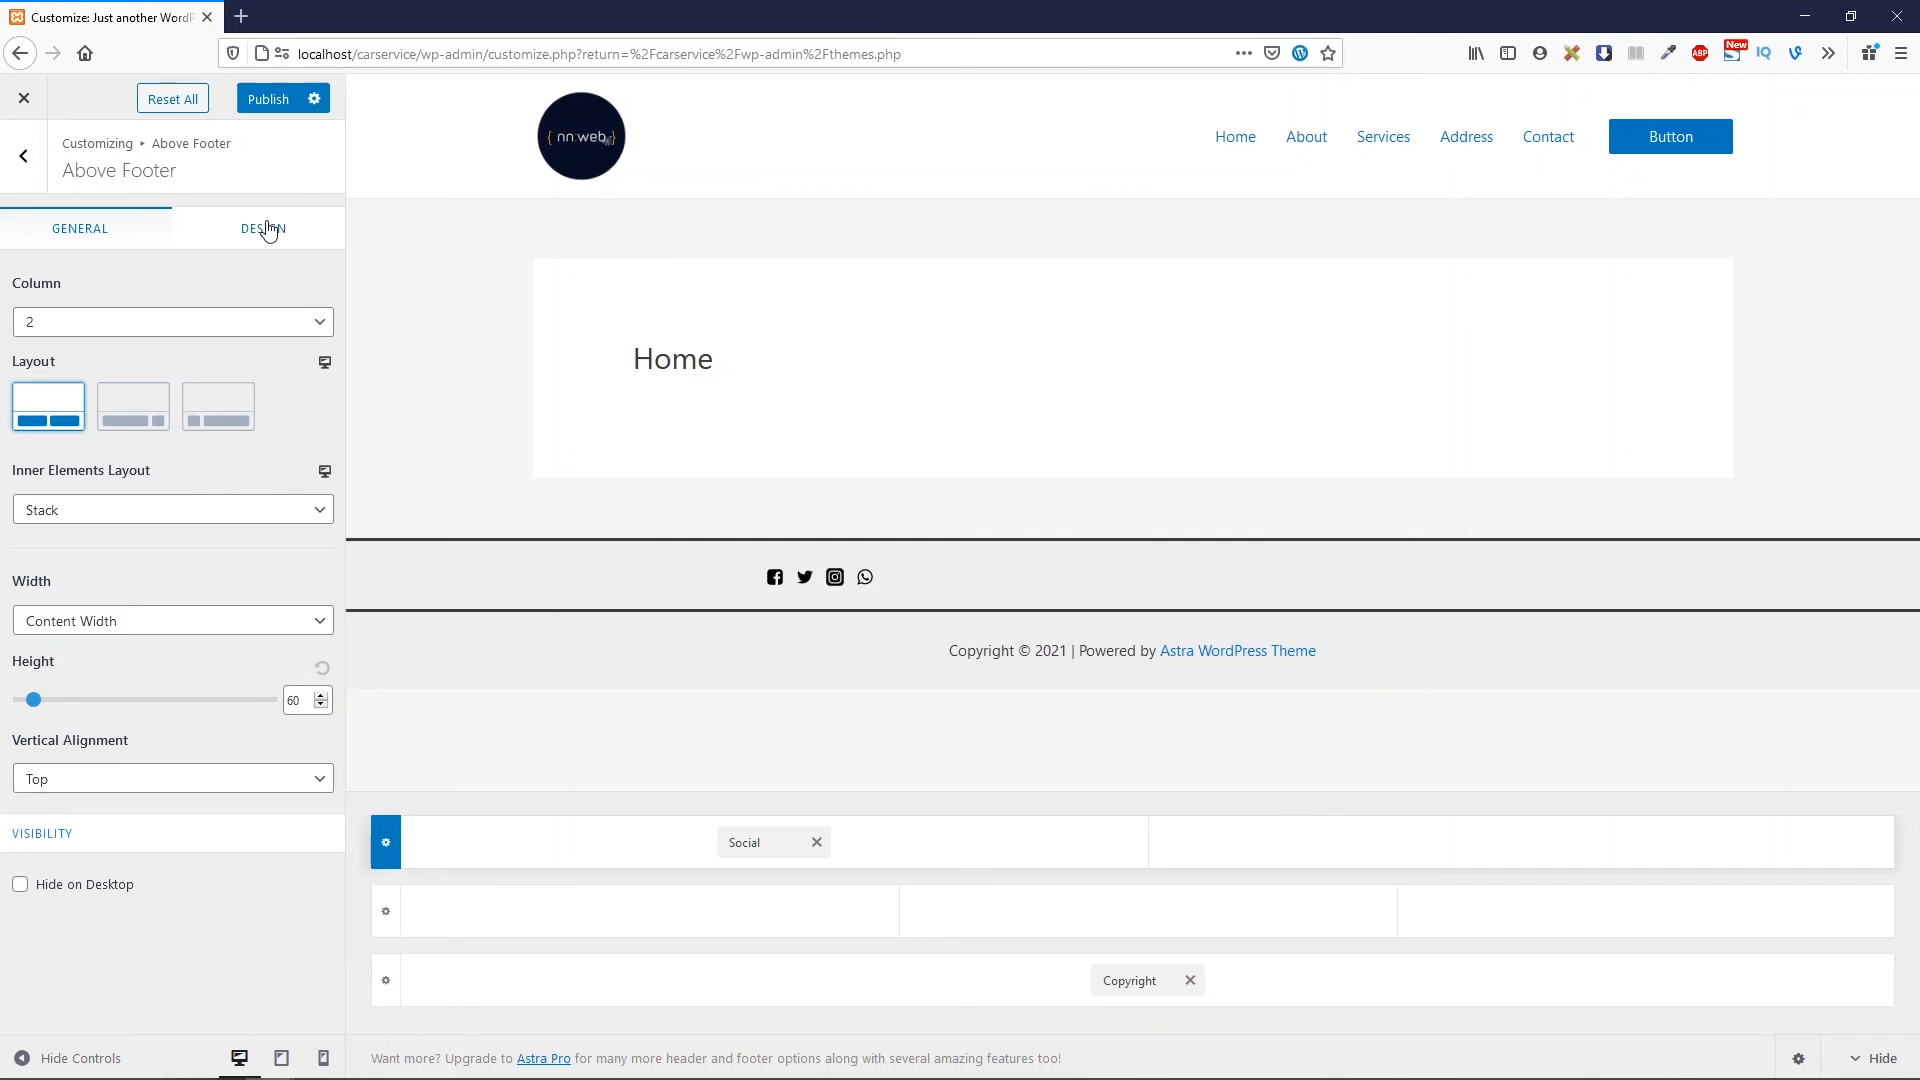 Customize: Just another WordP
localhost/carservice/wp-admin/customize.php?return=%2Fcarservice%2Fwp-admin%2Fthemes.php
New
ABP
IQ
Reset All
Publish
Customizing ▸ Above Footer
Above Footer
GENERAL
DESIGN
Column
2
Layout
Inner Elements Layout
Stack
Width
Content Width
Height
60
Vertical Alignment
Top
VISIBILITY
Hide on Desktop
Hide Controls
{ nn:web }
Home
About
Services
Address
Contact
Button
Home
Copyright © 2021 | Powered by Astra WordPress Theme
Social
Copyright
Want more? Upgrade to Astra Pro for many more header and footer options along with several amazing features too!
Hide